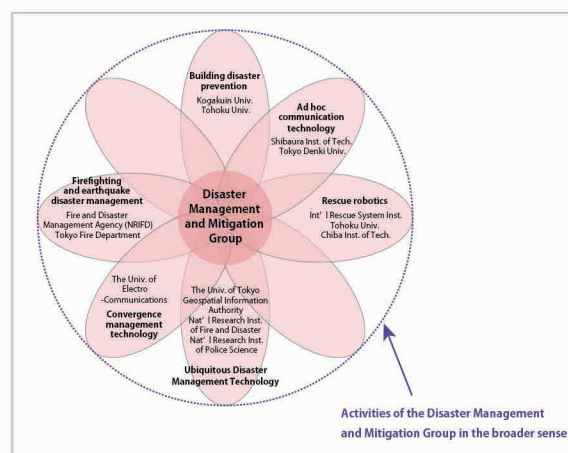 Building disaster
prevention
Kogakuin Univ.
Tohoku Univ.
Ad hoc
communication
technology
Shibaura Inst. of Tech.
Tokyo Denki Univ.
Firefighting
and earthquake
disaster management
Fire and Disaster
Management Agency (NRIFD)
Tokyo Fire Department
Disaster
Management
and Mitigation
Group
Rescue robotics
Int' l Rescue System Inst.
Tohoku Univ.
Chiba Inst. of Tech.
The Univ. of
Electro
-Communications
Convergence
management
technology
The Univ. of Tokyo
Geospatial Information
Authority
Nat' l Research Inst.
of Fire and Disaster
Nat' l Research Inst.
of Police Science
Ubiquitous Disaster
Management Technology
Activities of the Disaster Management
and Mitigation Group in the broader sense